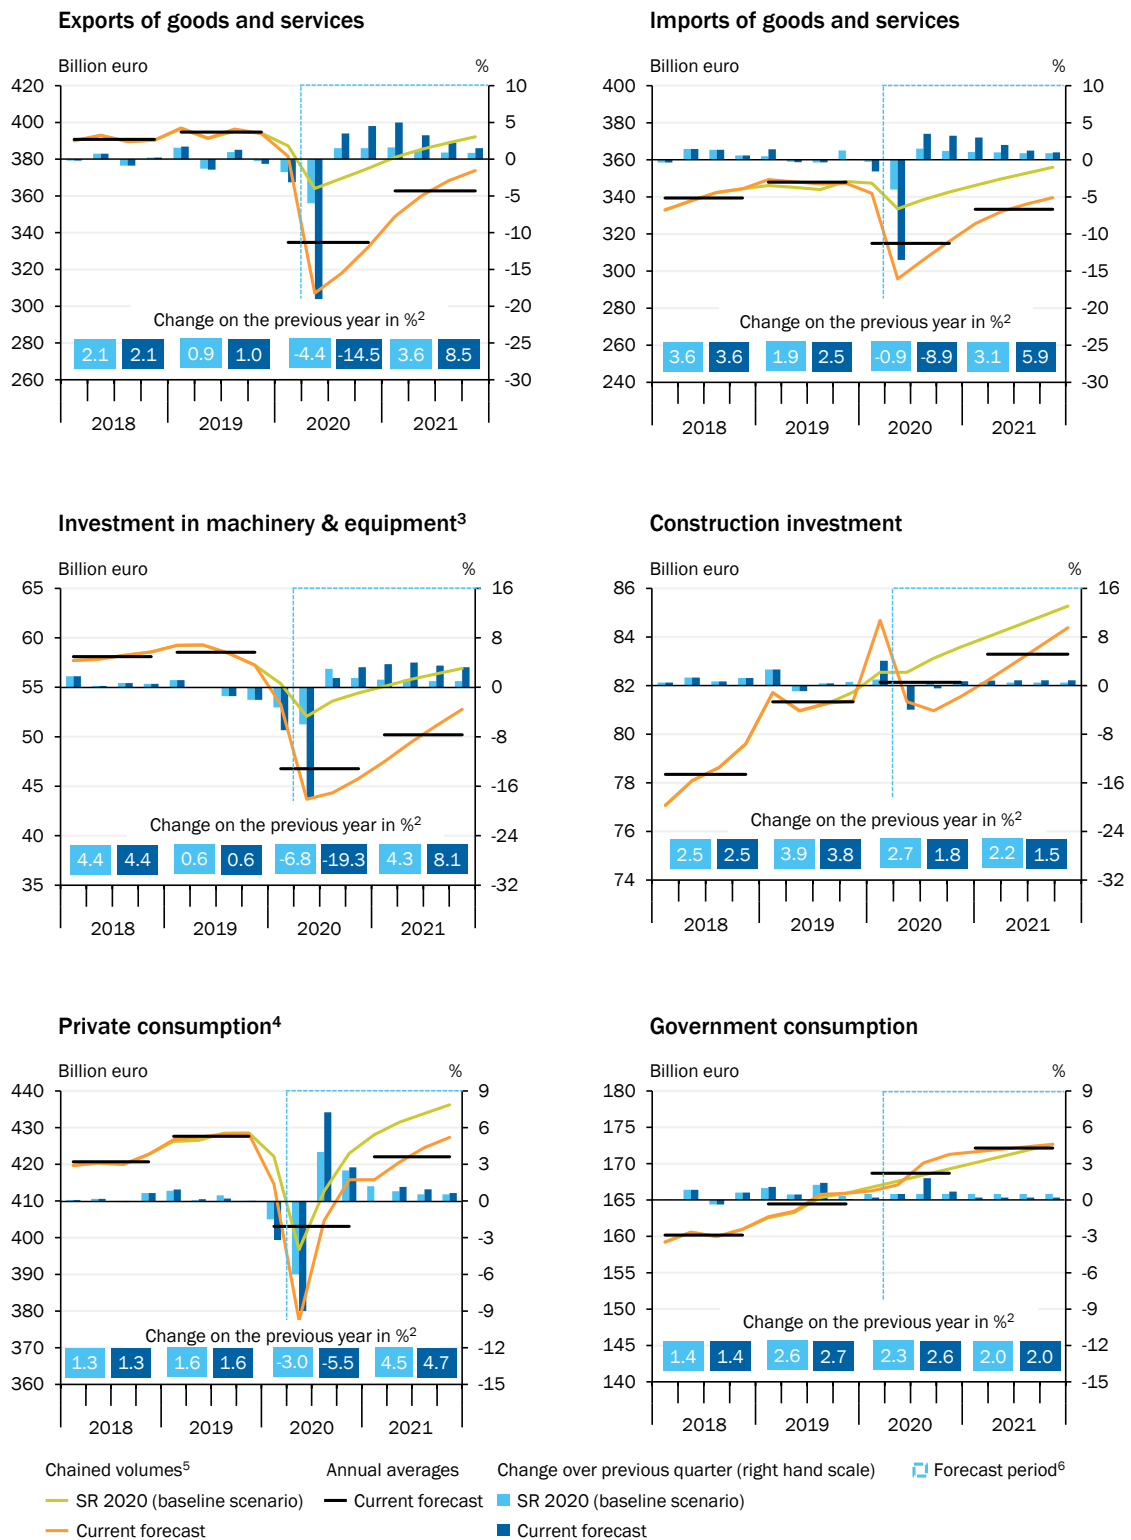 Exports of goods and services
Imports of goods and services
Billion euro %
Billion euro %
420 10
400 5
380 0
360 -5
340 -10
320 -15
300 -20
280 -25
260 -30
400 10
380 5
360 0
340 -5
320 -10
300 -15
280 -20
260 -25
240 -30
Change on the previous year in %²
2.1 2.1 0.9 1.0 -4.4 -14.5 3.6 8.5
2018 2019 2020 2021
Change on the previous year in %²
3.6 3.6 1.9 2.5 -0.9 -8.9 3.1 5.9
2018 2019 2020 2021
Investment in machinery & equipment³
Construction investment
Billion euro %
Billion euro %
65 16
60 8
55 0
50 -8
45 -16
40 -24
35 -32
86 16
84 8
82 0
80 -8
78 -16
76 -24
74 -32
Change on the previous year in %²
4.4 4.4 0.6 0.6 -6.8 -19.3 4.3 8.1
2018 2019 2020 2021
Change on the previous year in %²
2.5 2.5 3.9 3.8 2.7 1.8 2.2 1.5
2018 2019 2020 2021
Private consumption⁴
Government consumption
Billion euro %
Billion euro %
440 9
430 6
420 3
410 0
400 -3
390 -6
380 -9
370 -12
360 -15
180 9
175 6
170 3
165 0
160 -3
155 -6
150 -9
145 -12
140 -15
Change on the previous year in %²
1.3 1.3 1.6 1.6 -3.0 -5.5 4.5 4.7
2018 2019 2020 2021
Change on the previous year in %²
1.4 1.4 2.6 2.7 2.3 2.6 2.0 2.0
2018 2019 2020 2021
Chained volumes⁵ Annual averages Change over previous quarter (right hand scale) Forecast period⁶
SR 2020 (baseline scenario) Current forecast SR 2020 (baseline scenario)
Current forecast Current forecast